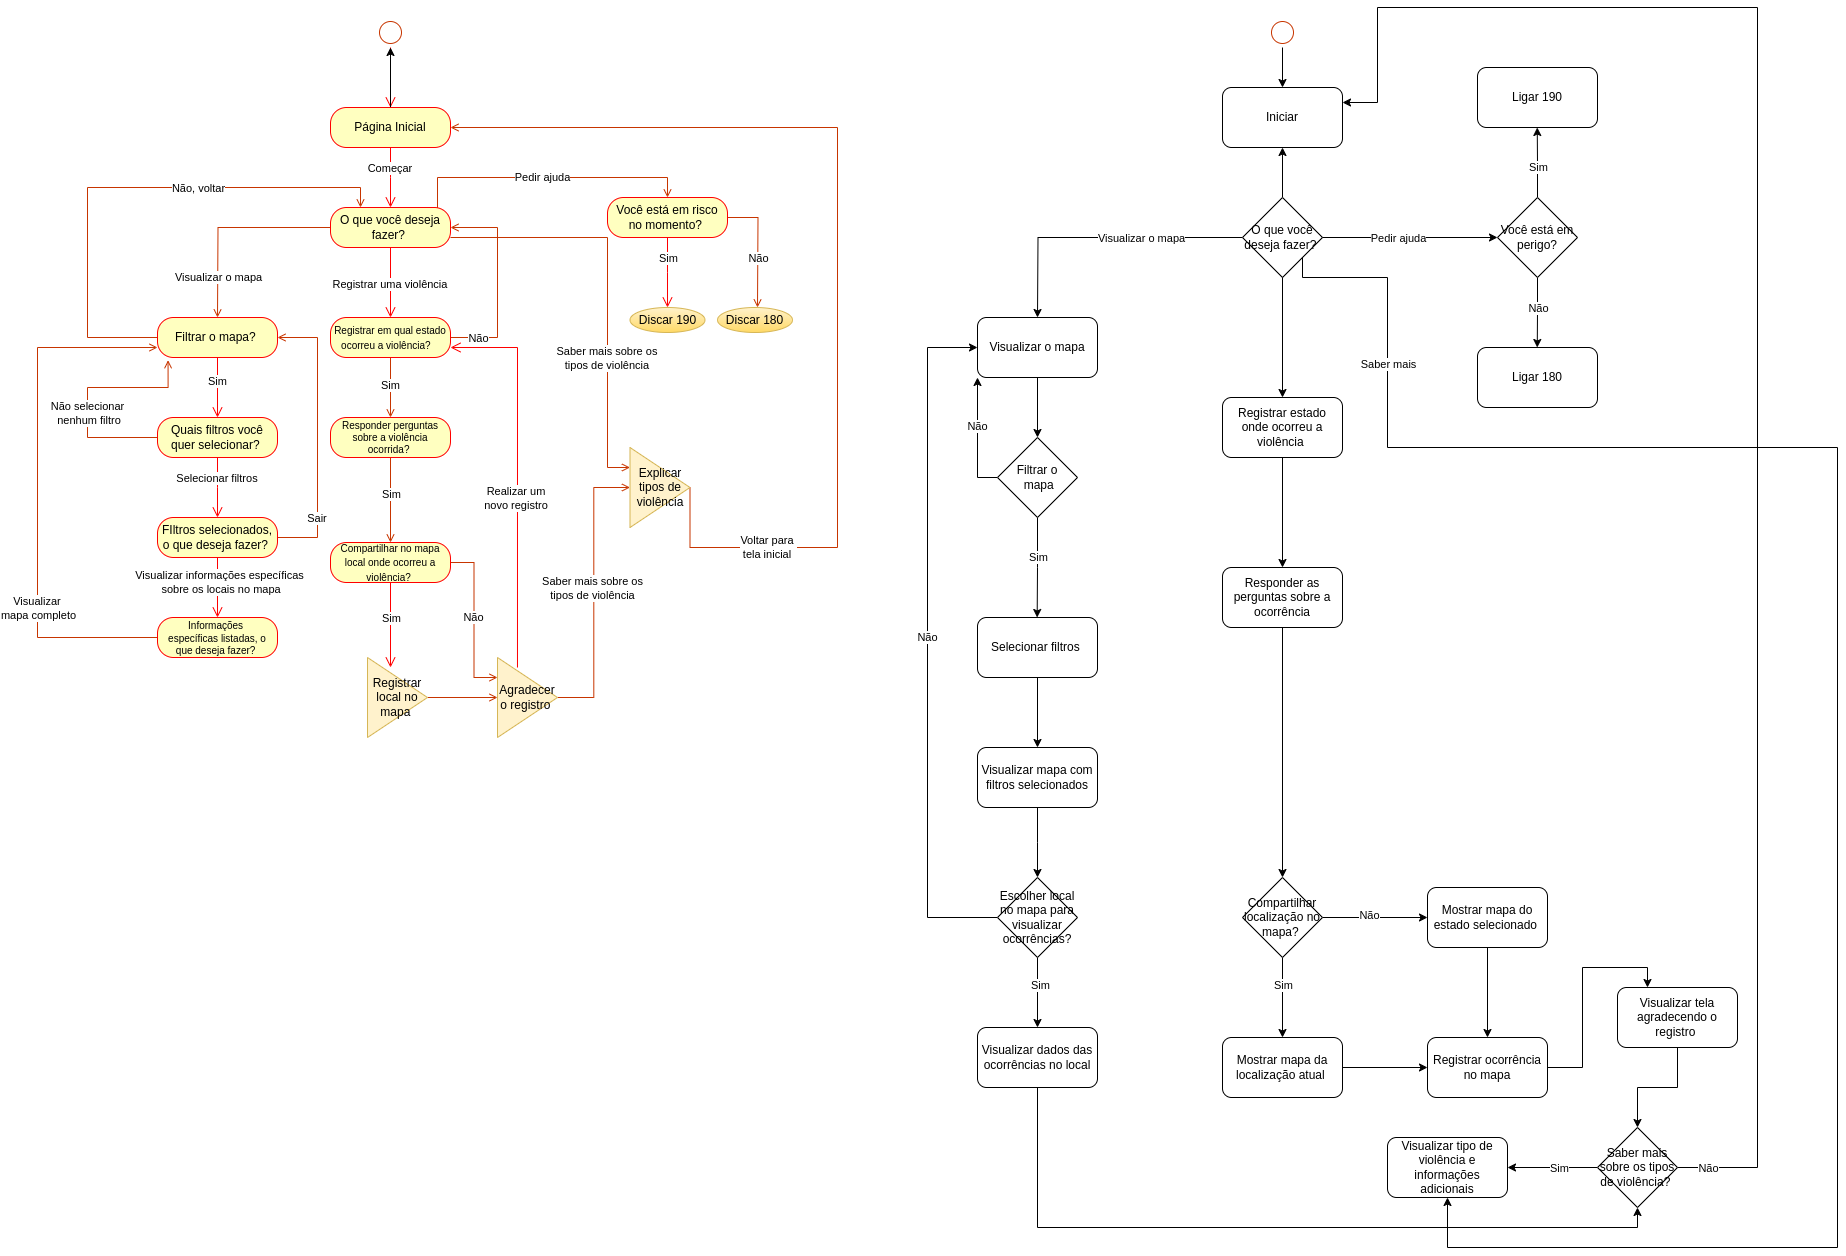 Página Inicial
Começar
Não, voltar
Pedir ajuda
O que você deseja
fazer?
Você está em risco
no momento?
Visualizar o mapa
Registrar uma violência
Sim
Não
Discar 190
Discar 180
Filtrar o mapa?
Registrar em qual estado
ocorreu a violência?
Não
Saber mais sobre os
tipos de violência
Sim
Sim
Não selecionar
nenhum filtro
Quais filtros você
quer selecionar?
Responder perguntas
sobre a violência
ocorrida?
Selecionar filtros
Sim
Realizar um
novo registro
Explicar
tipos de
violência
Sair
FIltros selecionados,
o que deseja fazer?
Voltar para
tela inicial
Compartilhar no mapa
local onde ocorreu a
violência?
Visualizar informações específicas
sobre os locais no mapa
Saber mais sobre os
tipos de violência
Visualizar
mapa completo
Sim
Não
Informações
específicas listadas, o
que deseja fazer?
Registrar
local no
mapa
Agradecer
o registro
Iniciar
Ligar 190
Sim
Visualizar o mapa
O que você
deseja fazer?
Pedir ajuda
Você está em
perigo?
Não
Visualizar o mapa
Saber mais
Ligar 180
Não
Registrar estado
onde ocorreu a
violência
Filtrar o
mapa
Sim
Responder as
perguntas sobre a
ocorrência
Não
Selecionar filtros
Visualizar mapa com
filtros selecionados
Escolher local
no mapa para
visualizar
ocorrências?
Compartilhar
localização no
mapa?
Não
Mostrar mapa do
estado selecionado
Sim
Sim
Visualizar tela
agradecendo o
registro
Visualizar dados das
ocorrências no local
Mostrar mapa da
localização atual
Registrar ocorrência
no mapa
Visualizar tipo de
violência e
informações
adicionais
Sim
Saber mais
sobre os tipos
de violência?
Não